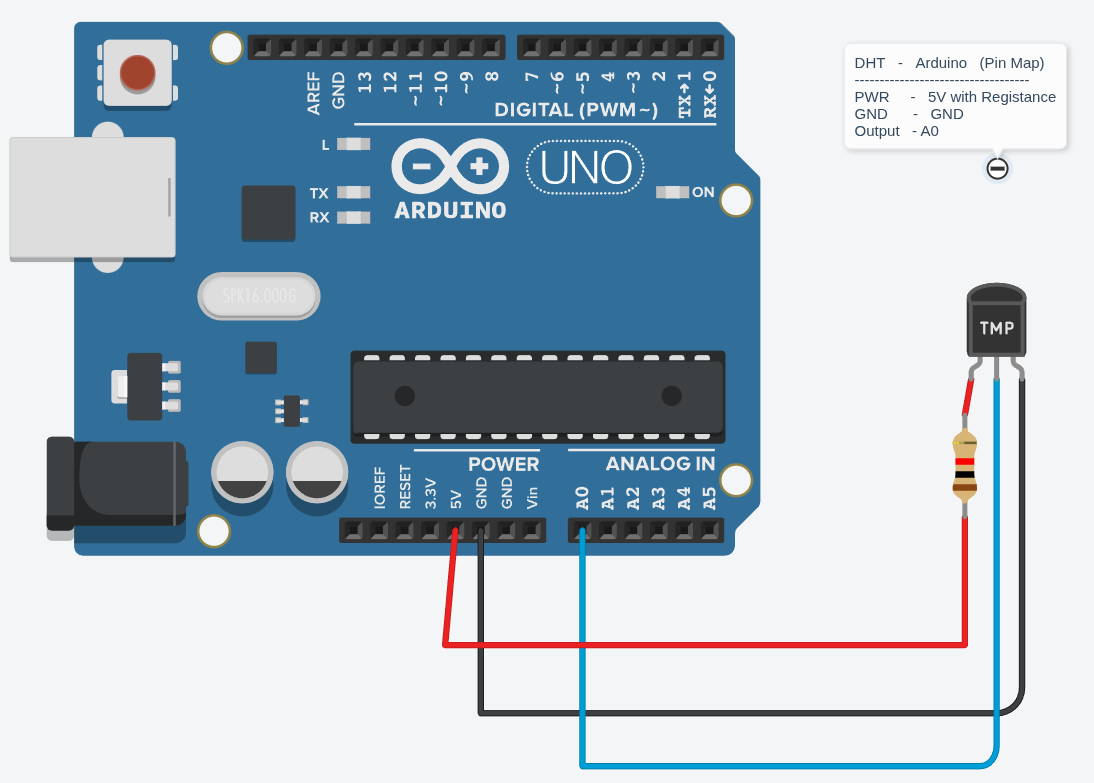 AREF
GND
13
12
~11
~10
~9
8
7
~6
~5
4
~3
2
TX→1
RX←0
DIGITAL (PWM~)
L
TX
RX
ARDUINO
UNO
ON
SPK16.000G
POWER
ANALOG IN
IOREF
RESET
3.3V
5V
GND
GND
Vin
A0
A1
A2
A3
A4
A5
DHT - Arduino (Pin Map)
-----------------------------
PWR - 5V with Registance
GND - GND
Output - A0
TMP